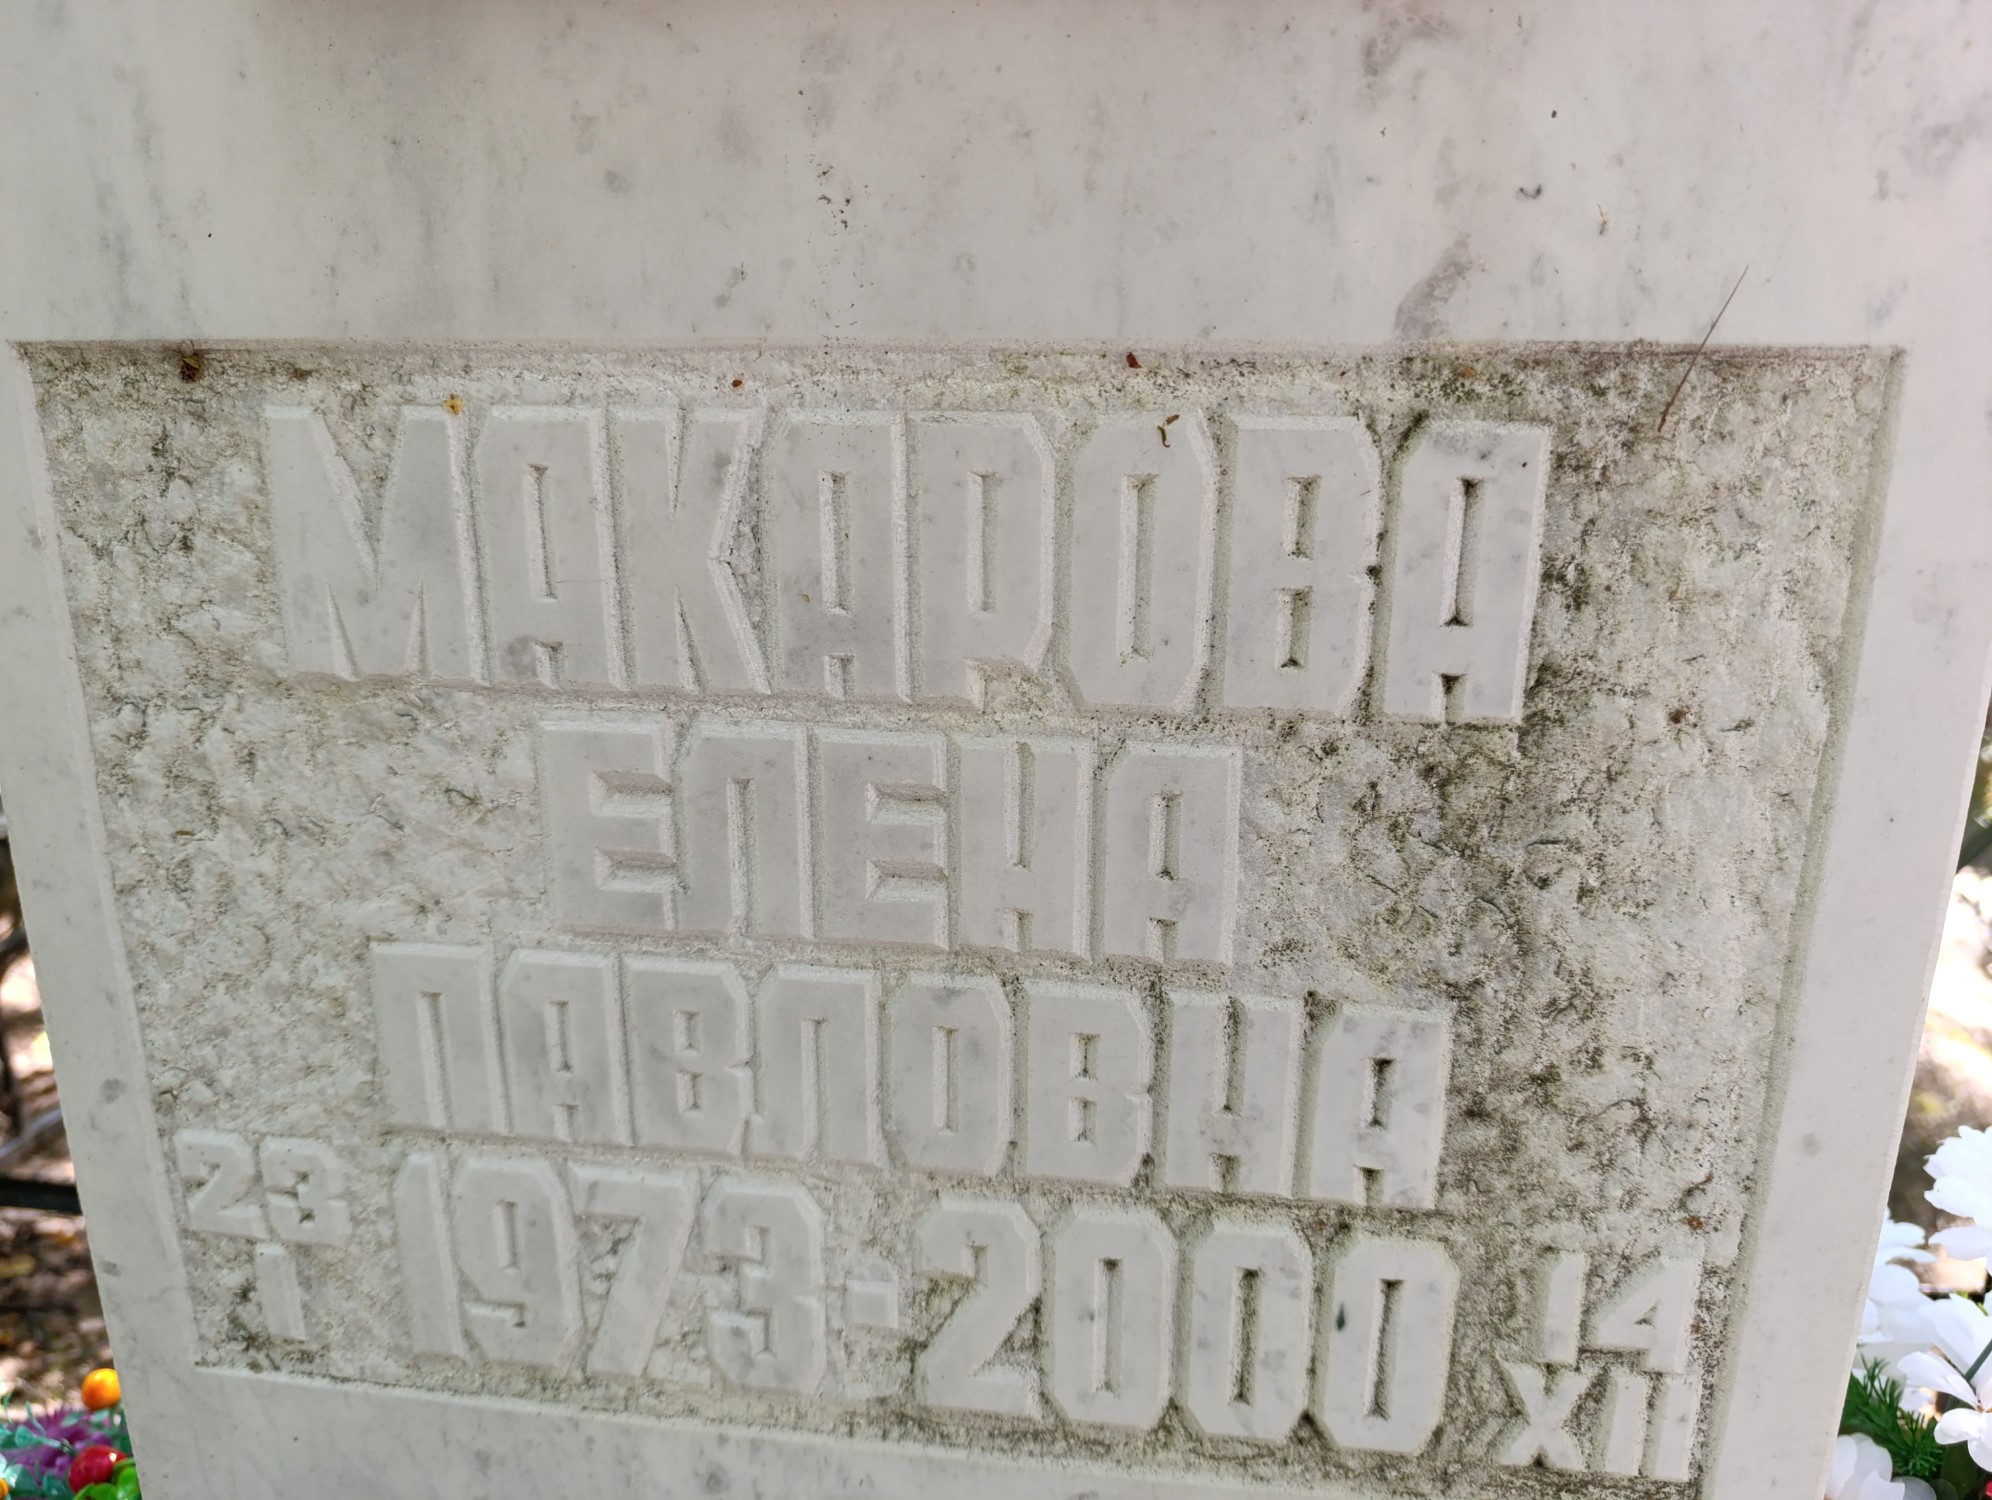 МАКАРОВА
ЕЛЕНА
ПАВЛОВНА
23 I 1973-2000 14 XII